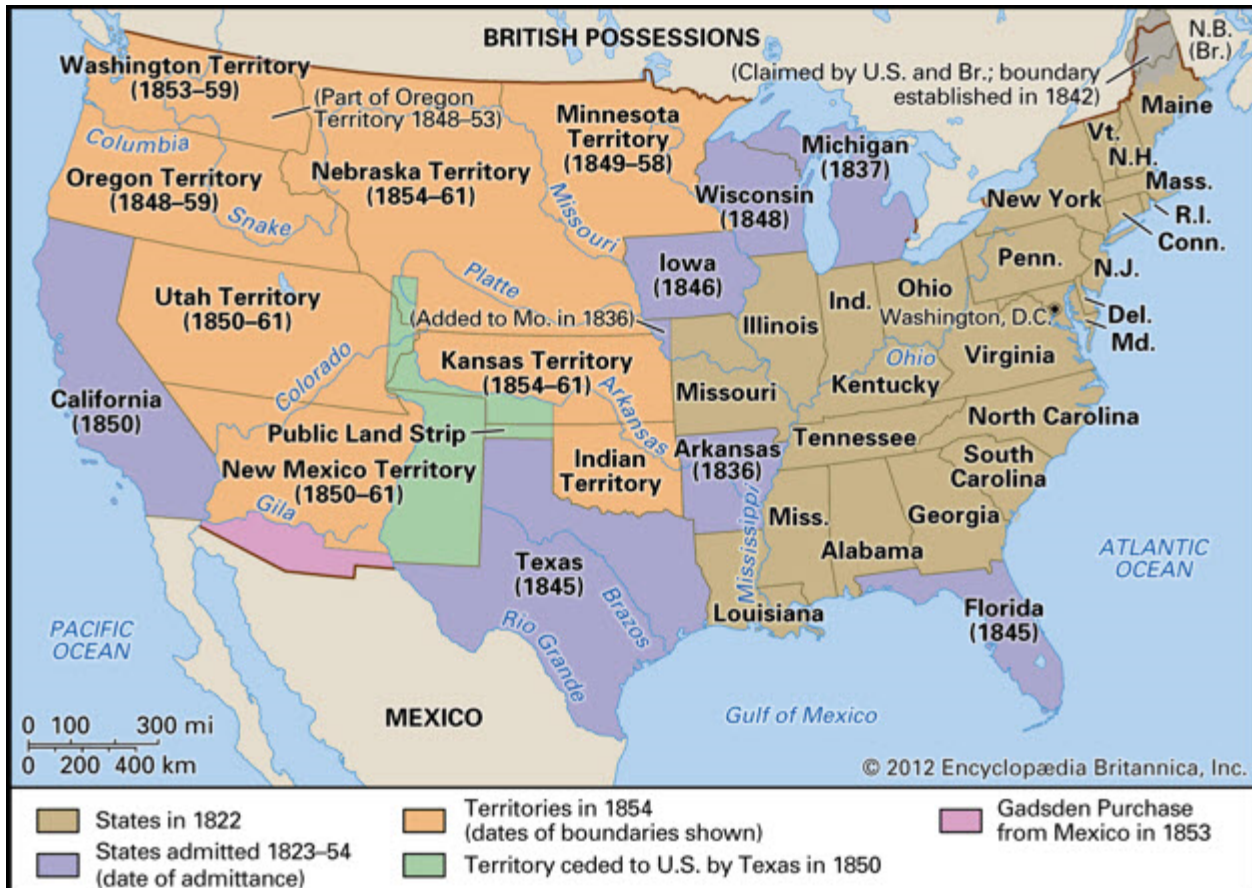 BRITISH POSSESSIONS
N.B.
(Br.)
(Claimed by U.S. and Br.; boundary
established in 1842)
Washington Territory
(1853–59)
(Part of Oregon
Territory 1848–53)
Minnesota
Territory
(1849–58)
Michigan
(1837)
Maine
Vt.
N.H.
Columbia
Oregon Territory
(1848–59)
Nebraska Territory
(1854–61)
Wisconsin
(1848)
New York
Mass.
R.I.
Conn.
Snake
Missouri
Iowa
(1846)
Penn.
N.J.
Utah Territory
(1850–61)
Platte
(Added to Mo. in 1836)
Illinois
Ind.
Ohio
Washington, D.C.
Del.
Md.
California
(1850)
Colorado
Kansas Territory
(1854–61)
Arkansas
Missouri
Ohio
Kentucky
Virginia
Public Land Strip
New Mexico Territory
(1850–61)
Indian
Territory
Arkansas
(1836)
Tennessee
North Carolina
South
Carolina
Gila
Mississippi
Miss.
Alabama
Georgia
Texas
(1845)
Brazos
Rio Grande
Louisiana
Florida
(1845)
ATLANTIC
OCEAN
PACIFIC
OCEAN
MEXICO
Gulf of Mexico
0 100 300 mi
0 200 400 km
© 2012 Encyclopædia Britannica, Inc.
States in 1822
States admitted 1823–54
(date of admittance)
Territories in 1854
(dates of boundaries shown)
Territory ceded to U.S. by Texas in 1850
Gadsden Purchase
from Mexico in 1853